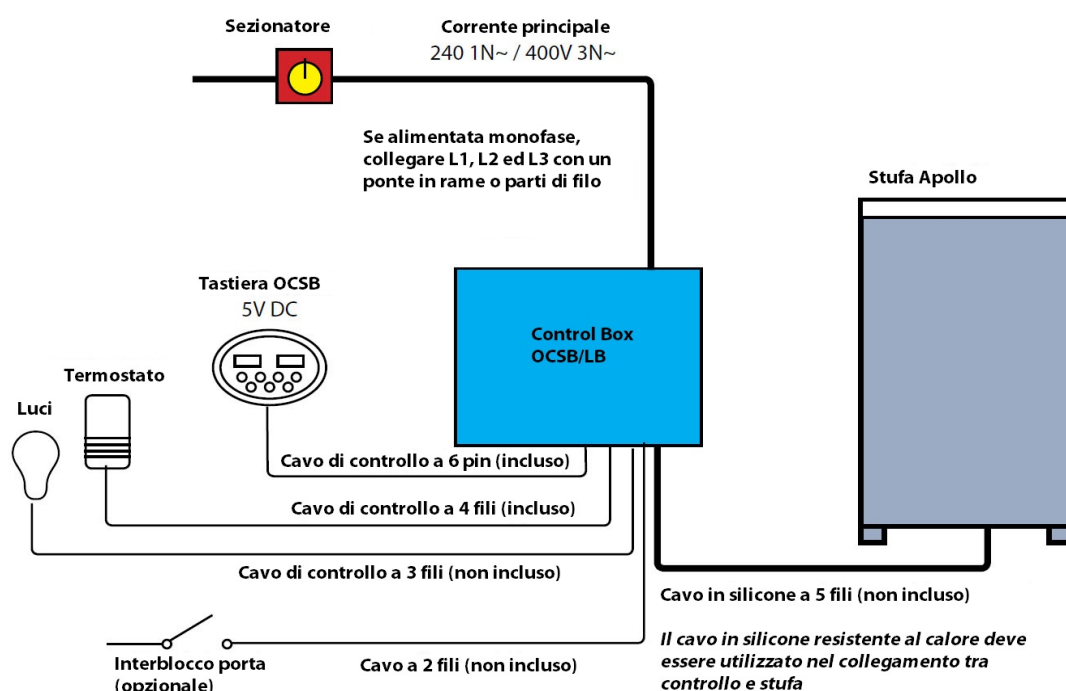 Sezionatore
Corrente principale
240 1N~ / 400V 3N~
Se alimentata monofase,
collegare L1, L2 ed L3 con un
ponte in rame o parti di filo
Stufa Apollo
Tastiera OCSB
5V DC
Control Box
OCSB/LB
Termostato
Luci
Cavo di controllo a 6 pin (incluso)
Cavo di controllo a 4 fili (incluso)
Cavo di controllo a 3 fili (non incluso)
Cavo in silicone a 5 fili (non incluso)
Il cavo in silicone resistente al calore deve
essere utilizzato nel collegamento tra
controllo e stufa
Interblocco porta
(opzionale)
Cavo a 2 fili (non incluso)